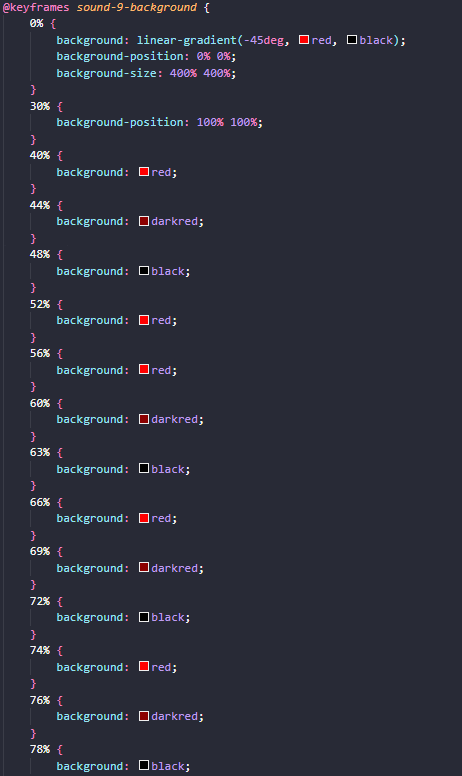 @keyframes sound-9-background {
0% {
background: linear-gradient(-45deg, red, black);
background-position: 0% 0%;
background-size: 400% 400%;
}
30% {
background-position: 100% 100%;
}
40% {
background: red;
}
44% {
background: darkred;
}
48% {
background: black;
}
52% {
background: red;
}
56% {
background: red;
}
60% {
background: darkred;
}
63% {
background: black;
}
66% {
background: red;
}
69% {
background: darkred;
}
72% {
background: black;
}
74% {
background: red;
}
76% {
background: darkred;
}
78% {
background: black;